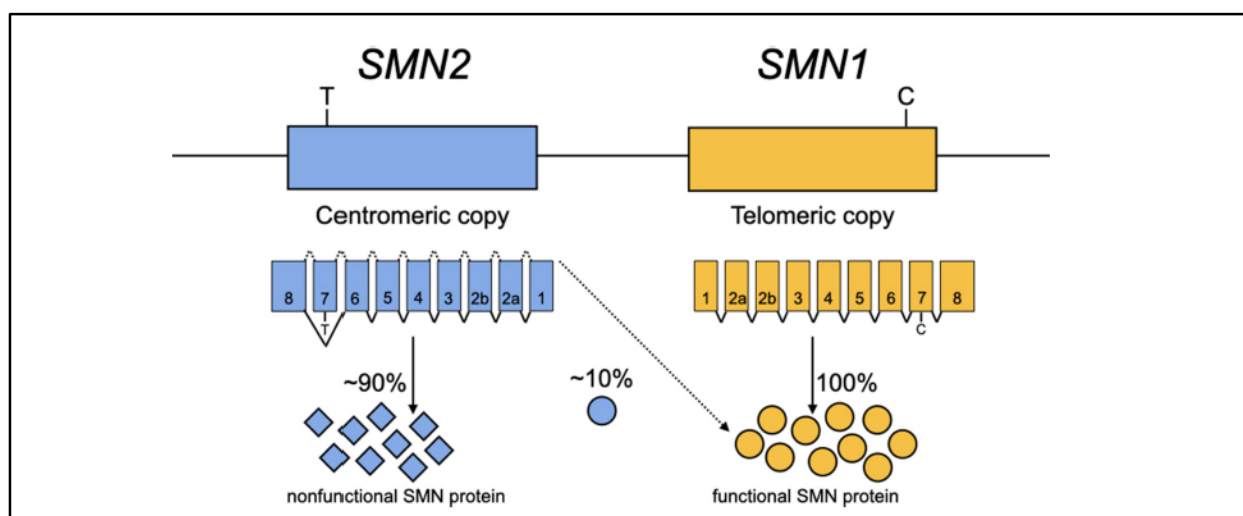 SMN2 SMN1
T C
Centromeric copy Telomeric copy
8 7 6 5 4 3 2b 2a 1 1 2a 2b 3 4 5 6 7 8
T C
~90% ~10% 100%
nonfunctional SMN protein functional SMN protein